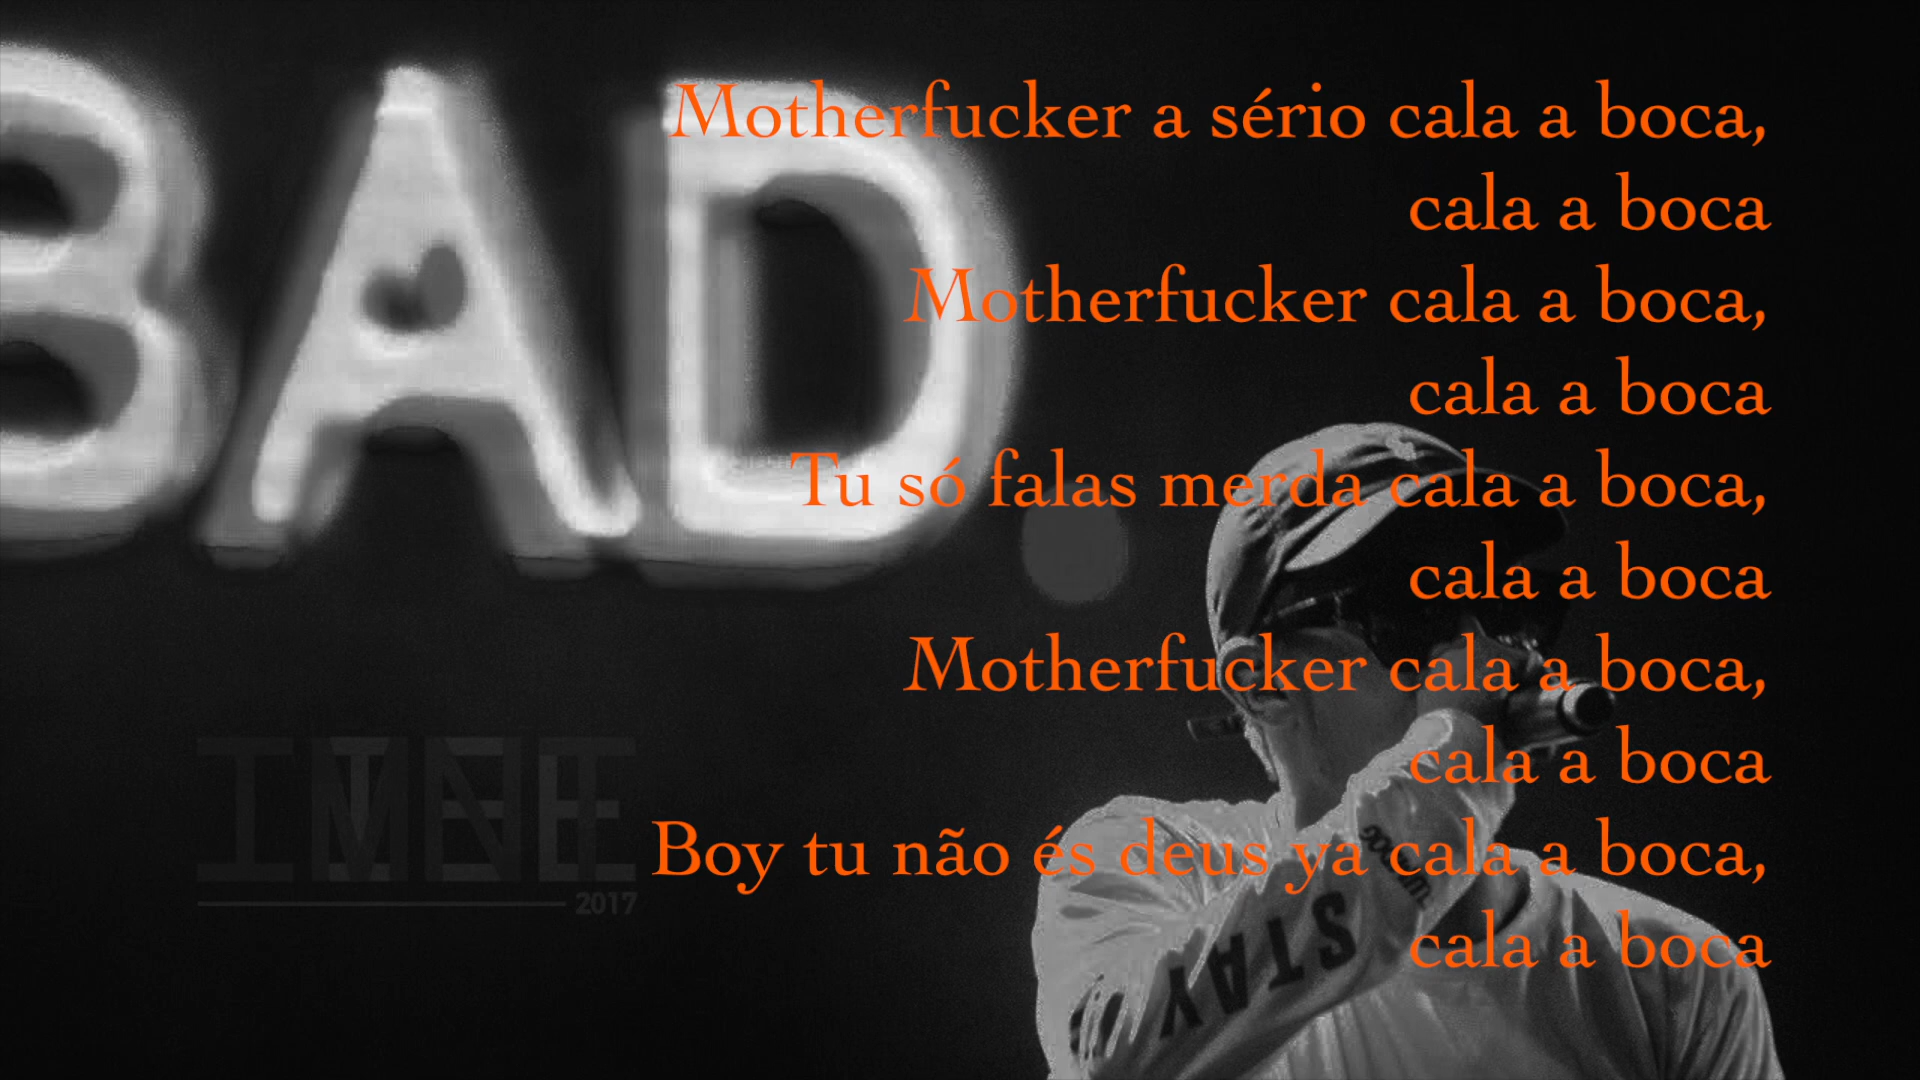 BAD
Motherfucker a sério cala a boca,
cala a boca
Motherfucker cala a boca,
cala a boca
Tu só falas merda cala a boca,
cala a boca
Motherfucker cala a boca,
cala a boca
Boy tu não és deus ya cala a boca,
cala a boca
STAY
2017